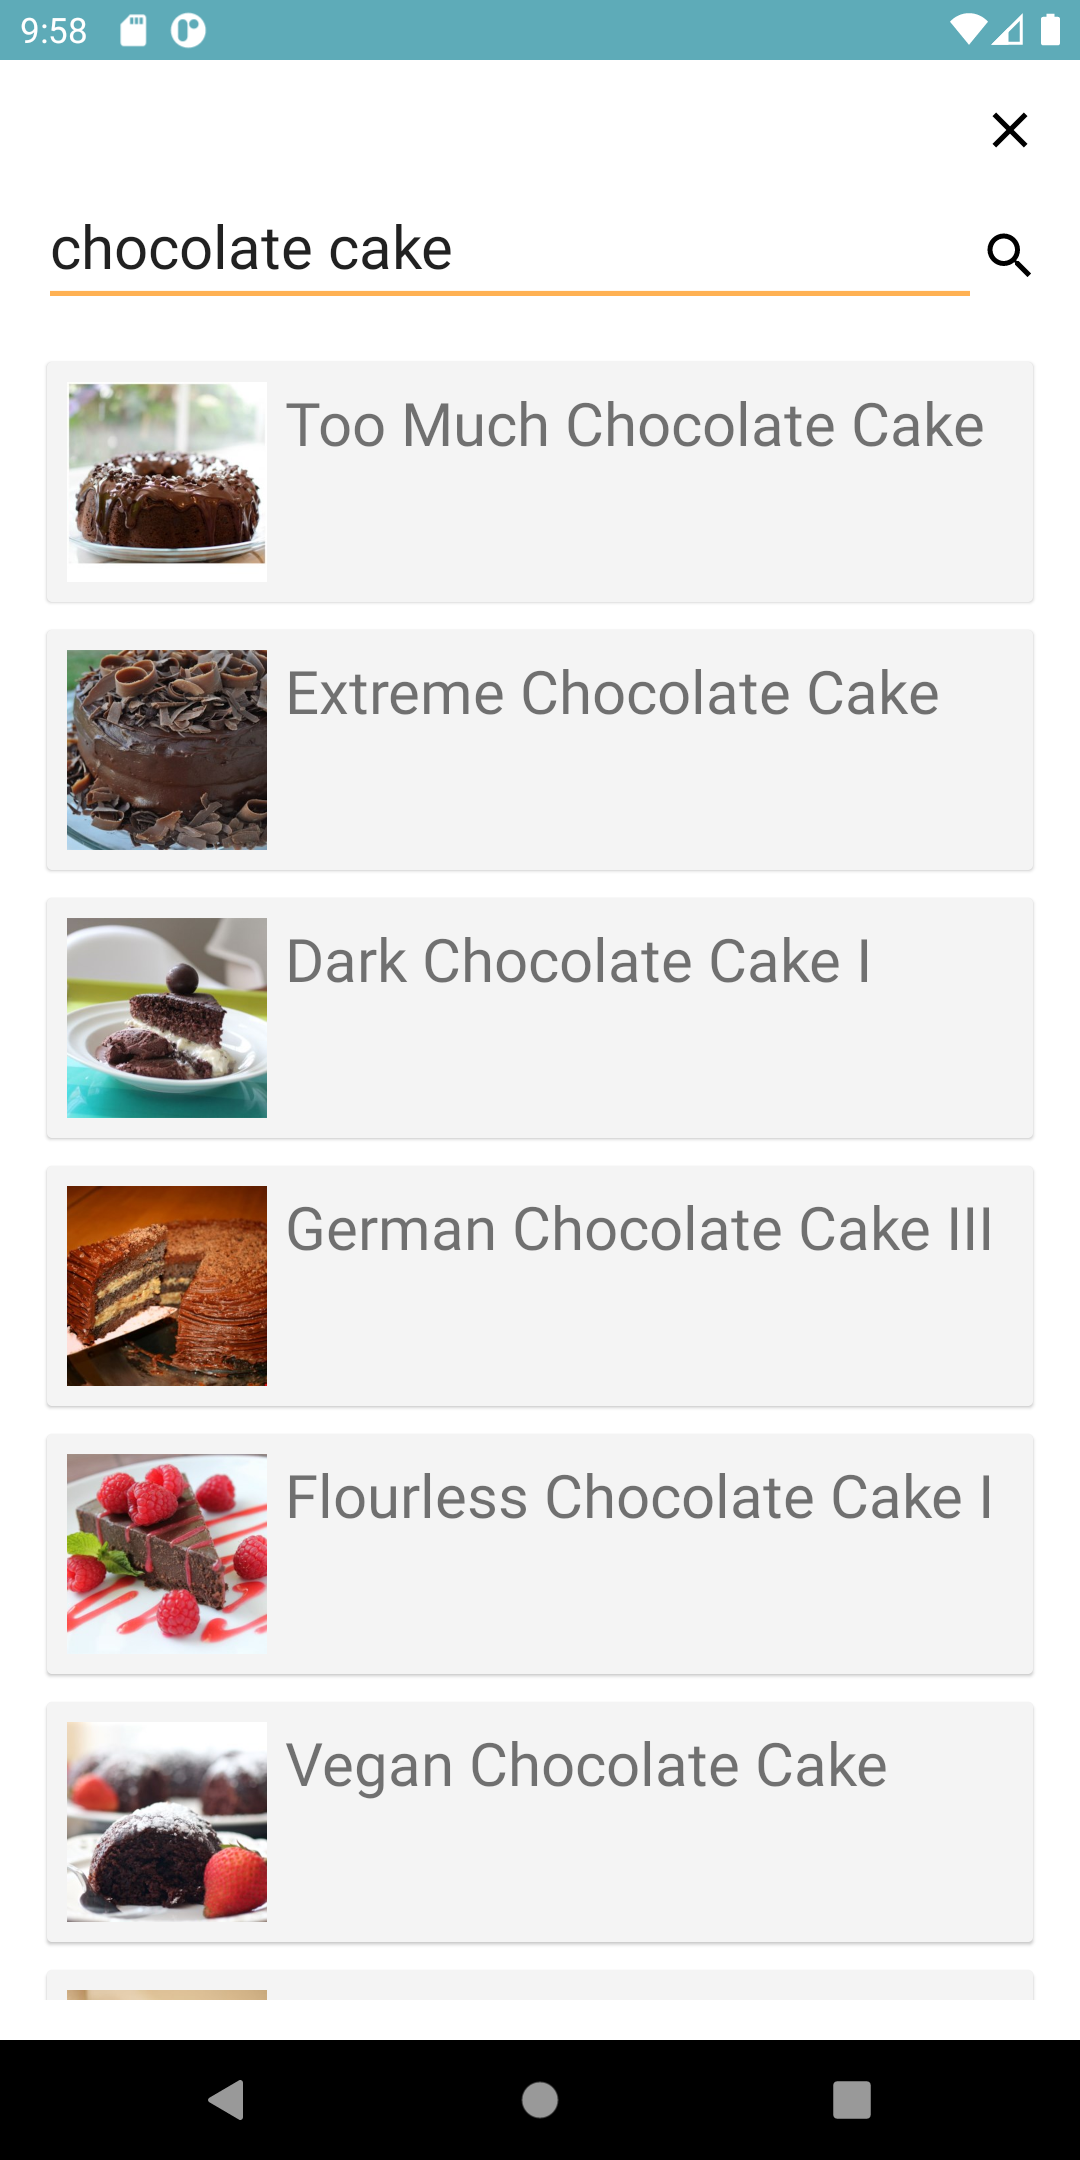 9:58
chocolate cake
Too Much Chocolate Cake
Extreme Chocolate Cake
Dark Chocolate Cake I
German Chocolate Cake III
Flourless Chocolate Cake I
Vegan Chocolate Cake